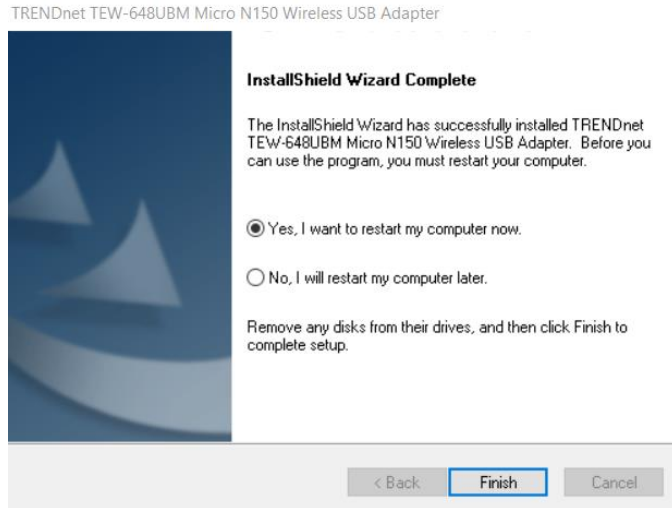 TRENDnet TEW-648UBM Micro N150 Wireless USB Adapter
InstallShield Wizard Complete
The InstallShield Wizard has successfully installed TRENDnet
TEW-648UBM Micro N150 Wireless USB Adapter. Before you
can use the program, you must restart your computer.
Yes, I want to restart my computer now.
No, I will restart my computer later.
Remove any disks from their drives, and then click Finish to
complete setup.
< Back
Finish
Cancel